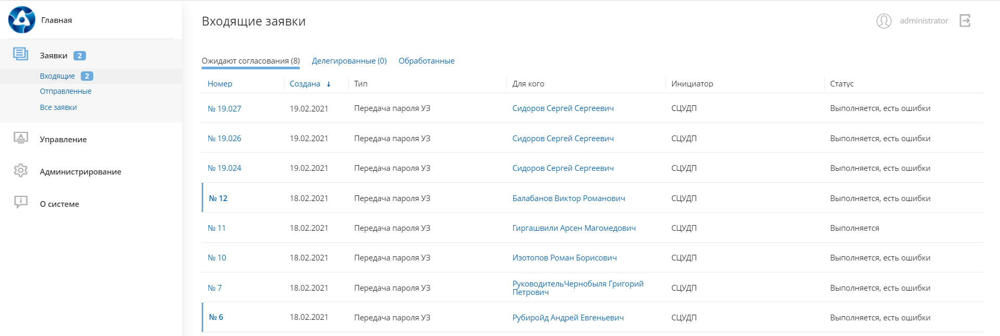 Главная
Входящие заявки
administrator
Заявки 2
Входящие 2
Отправленные
Все заявки
Управление
Администрирование
О системе
Ожидают согласования (8) Делегированные (0) Обработанные
Номер Создана ↓ Тип Для кого Инициатор Статус
№ 19.027 19.02.2021 Передача пароля УЗ Сидоров Сергей Сергеевич СЦУДП Выполняется, есть ошибки
№ 19.026 19.02.2021 Передача пароля УЗ Сидоров Сергей Сергеевич СЦУДП Выполняется, есть ошибки
№ 19.024 19.02.2021 Передача пароля УЗ Сидоров Сергей Сергеевич СЦУДП Выполняется, есть ошибки
№ 12 18.02.2021 Передача пароля УЗ Балабанов Виктор Романович СЦУДП Выполняется, есть ошибки
№ 11 18.02.2021 Передача пароля УЗ Гиргашвили Арсен Магомедович СЦУДП Выполняется
№ 10 18.02.2021 Передача пароля УЗ Изотопов Роман Борисович СЦУДП Выполняется, есть ошибки
№ 7 18.02.2021 Передача пароля УЗ РуководительЧернобыля Григорий
Петрович СЦУДП Выполняется, есть ошибки
№ 6 18.02.2021 Передача пароля УЗ Рубиройд Андрей Евгеньевич СЦУДП Выполняется, есть ошибки